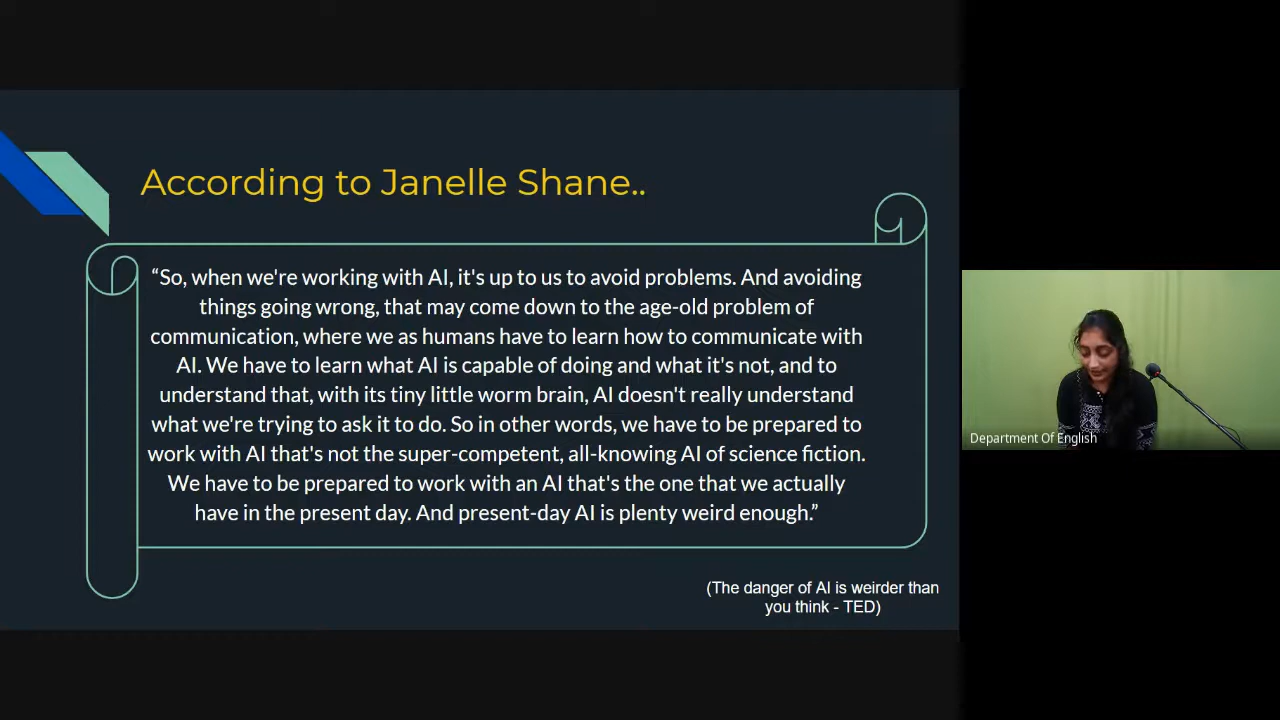 According to Janelle Shane..
“So, when we're working with AI, it's up to us to avoid problems. And avoiding
things going wrong, that may come down to the age-old problem of
communication, where we as humans have to learn how to communicate with
AI. We have to learn what AI is capable of doing and what it's not, and to
understand that, with its tiny little worm brain, AI doesn't really understand
what we're trying to ask it to do. So in other words, we have to be prepared to
work with AI that's not the super-competent, all-knowing AI of science fiction.
We have to be prepared to work with an AI that's the one that we actually
have in the present day. And present-day AI is plenty weird enough.”
(The danger of AI is weirder than
you think - TED)
Department Of English